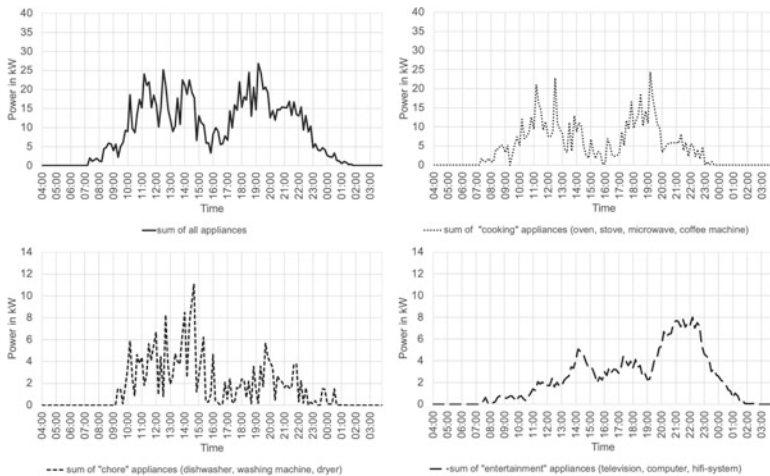 Power in kW
40
35
30
25
20
15
10
5
0
04:00 05:00 06:00 07:00 08:00 09:00 10:00 11:00 12:00 13:00 14:00 15:00 16:00 17:00 18:00 19:00 20:00 21:00 22:00 23:00 00:00 01:00 02:00 03:00
Time
sum of all appliances
Power in kW
40
35
30
25
20
15
10
5
0
04:00 05:00 06:00 07:00 08:00 09:00 10:00 11:00 12:00 13:00 14:00 15:00 16:00 17:00 18:00 19:00 20:00 21:00 22:00 23:00 00:00 01:00 02:00 03:00
Time
sum of "cooking" appliances (oven, stove, microwave, coffee machine)
Power in kW
14
12
10
8
6
4
2
0
04:00 05:00 06:00 07:00 08:00 09:00 10:00 11:00 12:00 13:00 14:00 15:00 16:00 17:00 18:00 19:00 20:00 21:00 22:00 23:00 00:00 01:00 02:00 03:00
Time
sum of "chore" appliances (dishwasher, washing machine, dryer)
Power in kW
14
12
10
8
6
4
2
0
04:00 05:00 06:00 07:00 08:00 09:00 10:00 11:00 12:00 13:00 14:00 15:00 16:00 17:00 18:00 19:00 20:00 21:00 22:00 23:00 00:00 01:00 02:00 03:00
Time
sum of "entertainment" appliances (television, computer, hifi-system)